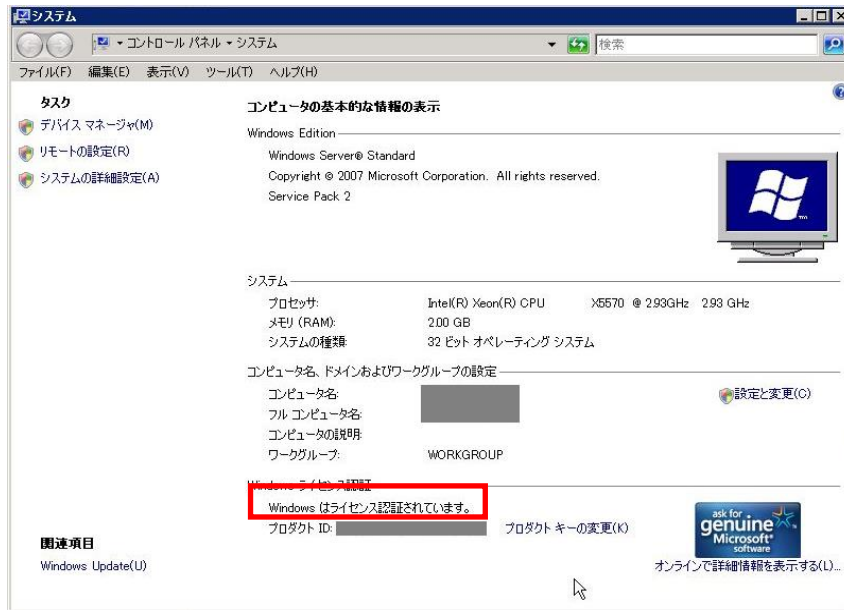 システム
コントロール パネル ▾ システム
検索
ファイル(F) 編集(E) 表示(V) ツール(T) ヘルプ(H)
タスク
デバイス マネージャ(M)
リモートの設定(R)
システムの詳細設定(A)
コンピュータの基本的な情報の表示
Windows Edition
Windows Server® Standard
Copyright © 2007 Microsoft Corporation. All rights reserved.
Service Pack 2
システム
プロセッサ: Intel(R) Xeon(R) CPU X5570 @ 2.93GHz 2.93 GHz
メモリ (RAM): 2.00 GB
システムの種類: 32 ビット オペレーティング システム
コンピュータ名、ドメインおよびワークグループの設定
コンピュータ名: 設定と変更(C)
フル コンピュータ名:
コンピュータの説明:
ワークグループ: WORKGROUP
Windows ライセンス認証
Windows はライセンス認証されています。
プロダクト ID: プロダクト キーの変更(K)
ask for
genuine
Microsoft®
software
オンラインで詳細情報を表示する(L)...
関連項目
Windows Update(U)